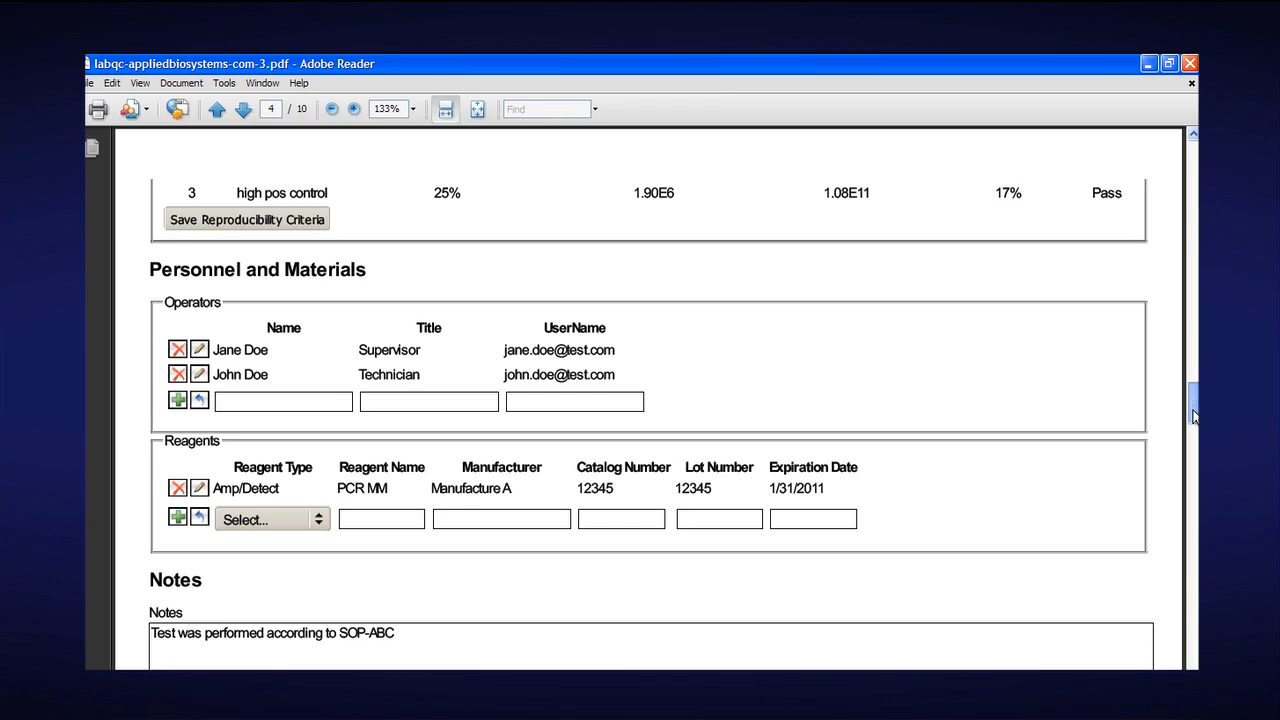 labqc-appliedbiosystems-com-3.pdf - Adobe Reader
le Edit View Document Tools Window Help
4 / 10 133% Find
3 high pos control 25% 1.90E6 1.08E11 17% Pass
Save Reproducibility Criteria
Personnel and Materials
Operators
Name Title UserName
Jane Doe Supervisor jane.doe@test.com
John Doe Technician john.doe@test.com
Reagents
Reagent Type Reagent Name Manufacturer Catalog Number Lot Number Expiration Date
Amp/Detect PCR MM Manufacture A 12345 12345 1/31/2011
Select...
Notes
Notes
Test was performed according to SOP-ABC